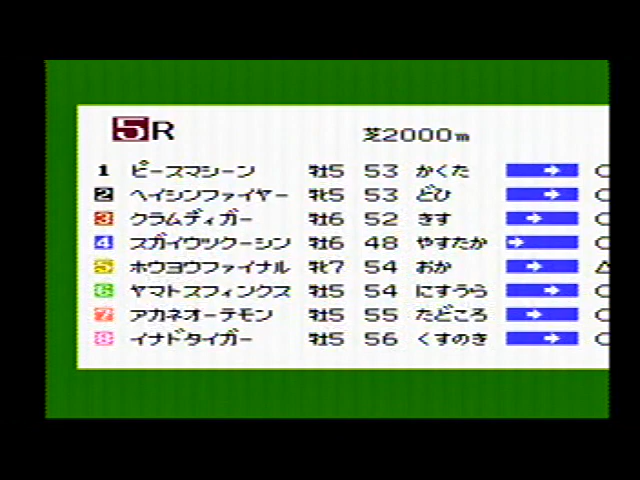 5R 芝2000m
1 ピースマシーン 牡5 53 かくた → ○
2 ヘイシンファイヤー 牝5 53 どひ → ○
3 クラムディガー 牡6 52 きす → ○
4 スガイウックーシン 牡6 48 やすたか → ○
5 ホウヨウファイナル 牝7 54 おか → △
6 ヤマトスフィンクス 牡5 54 にすうら → ○
7 アカネオーテモン 牡5 55 たどころ → ○
8 イナドタイガー 牡5 56 くすのき → ○